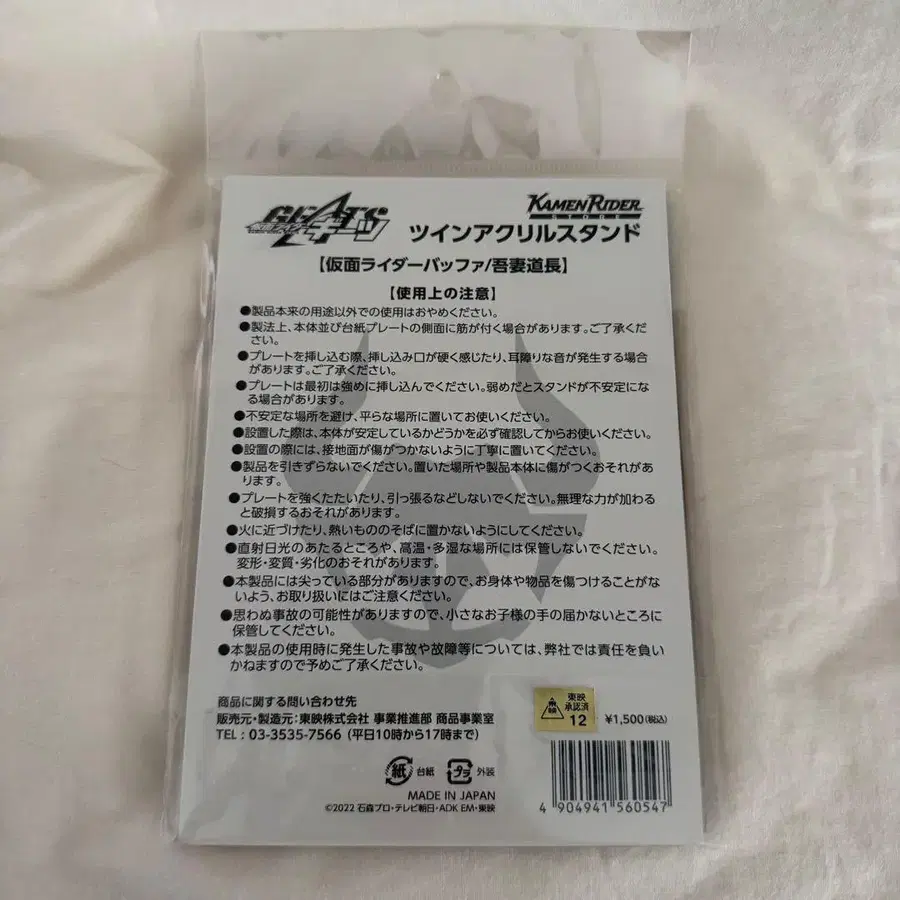 GEATS
仮面ライダーギーツ
KAMEN RIDER
STORE
ツインアクリルスタンド
【仮面ライダーバッファ/吾妻道長】
【使用上の注意】
●製品本来の用途以外での使用はおやめください。
●製法上、本体並び台紙プレートの側面に筋が付く場合があります。ご了承くだ
さい。
●プレートを挿し込む際、挿し込み口が硬く感じたり、耳障りな音が発生する場合
があります。ご了承ください。
●プレートは最初は強めに挿し込んでください。弱めだとスタンドが不安定にな
る場合があります。
●不安定な場所を避け、平らな場所に置いてお使いください。
●設置した際は、本体が安定しているかどうかを必ず確認してからお使いください。
●設置の際には、接地面が傷がつかないように丁寧に置いてください。
●製品を引きずらないでください。置いた場所や製品本体に傷がつくおそれがあ
ります。
●プレートを強くたたいたり、引っ張るなどしないでください。無理な力が加わる
と破損するおそれがあります。
●火に近づけたり、熱いもののそばに置かないようにしてください。
●直射日光のあたるところや、高温・多湿な場所には保管しないでください。
変形・変質・劣化のおそれがあります。
●本製品には尖っている部分がありますので、お身体や物品を傷つけることがな
いよう、お取り扱いにはご注意ください。
●思わぬ事故の可能性がありますので、小さなお子様の手の届かないところに
保管してください。
●本製品の使用時に発生した事故や故障等については、弊社では責任を負い
かねますので予めご了承ください。
商品に関する問い合わせ先
販売元・製造元:東映株式会社 事業推進部 商品事業室
TEL : 03-3535-7566 (平日10時から17時まで)
東映
承認済
12
¥1,500(税込)
紙 台紙 プラ 外装
MADE IN JAPAN
©2022 石森プロ・テレビ朝日・ADK EM・東映
4 904941 560547